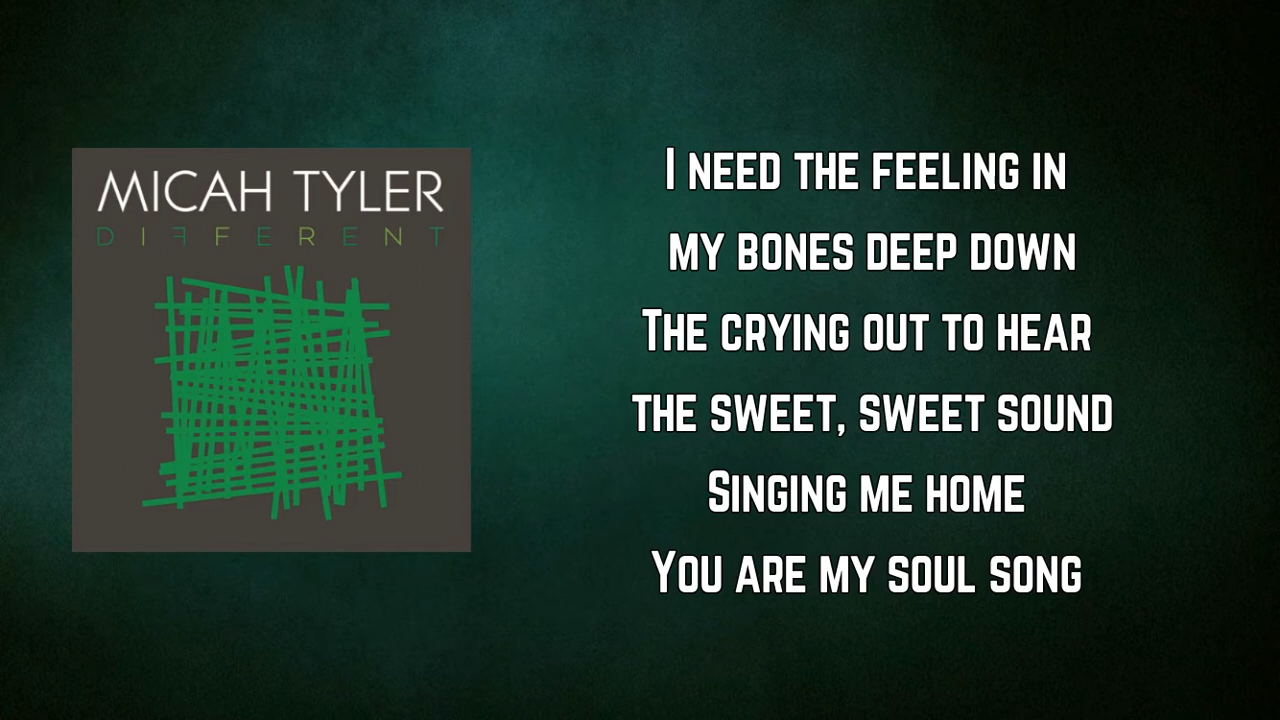 MICAH TYLER
DIFFERENT
I NEED THE FEELING IN
MY BONES DEEP DOWN
THE CRYING OUT TO HEAR
THE SWEET, SWEET SOUND
SINGING ME HOME
YOU ARE MY SOUL SONG